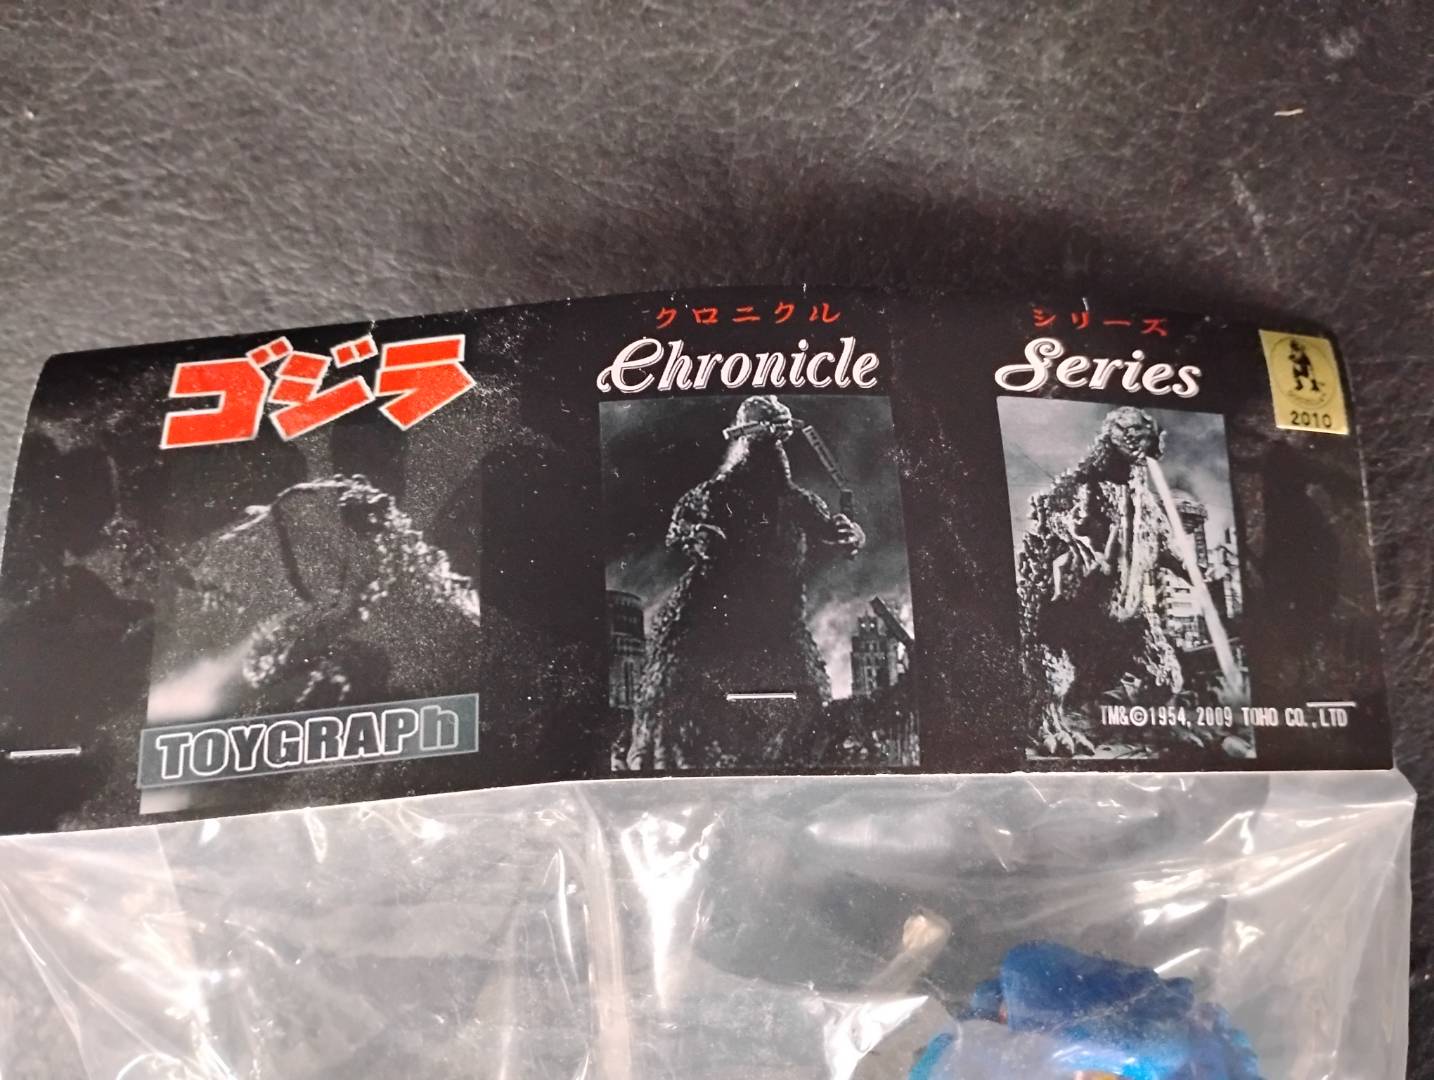 ゴジラ
クロニクル
Chronicle
シリーズ
Series
2010
TOYGRAPh
TM&©1954, 2009 TOHO CO.,LTD